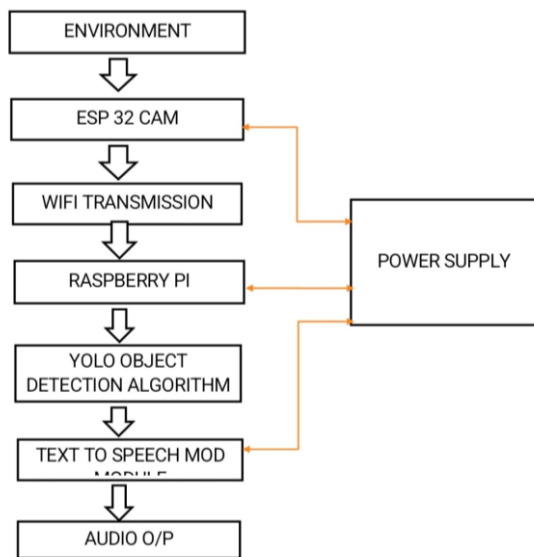 ENVIRONMENT
ESP 32 CAM
WIFI TRANSMISSION
RASPBERRY PI
POWER SUPPLY
YOLO OBJECT
DETECTION ALGORITHM
TEXT TO SPEECH MOD
MODULE
AUDIO O/P